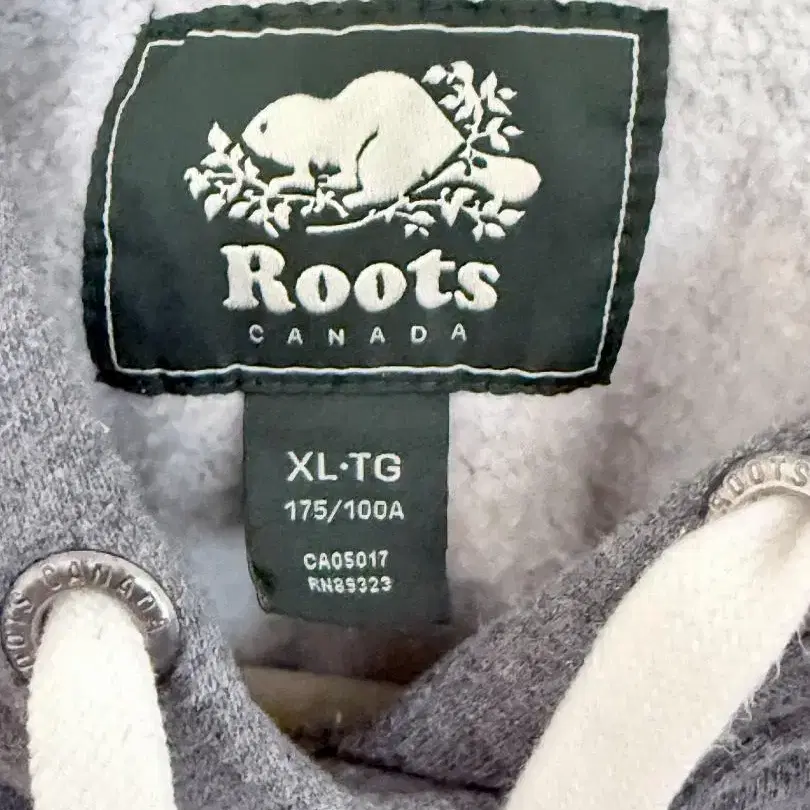 Roots
CANADA
XL·TG
175/100A
CA05017
RN89323
ROOTS CANADA
ROOTS